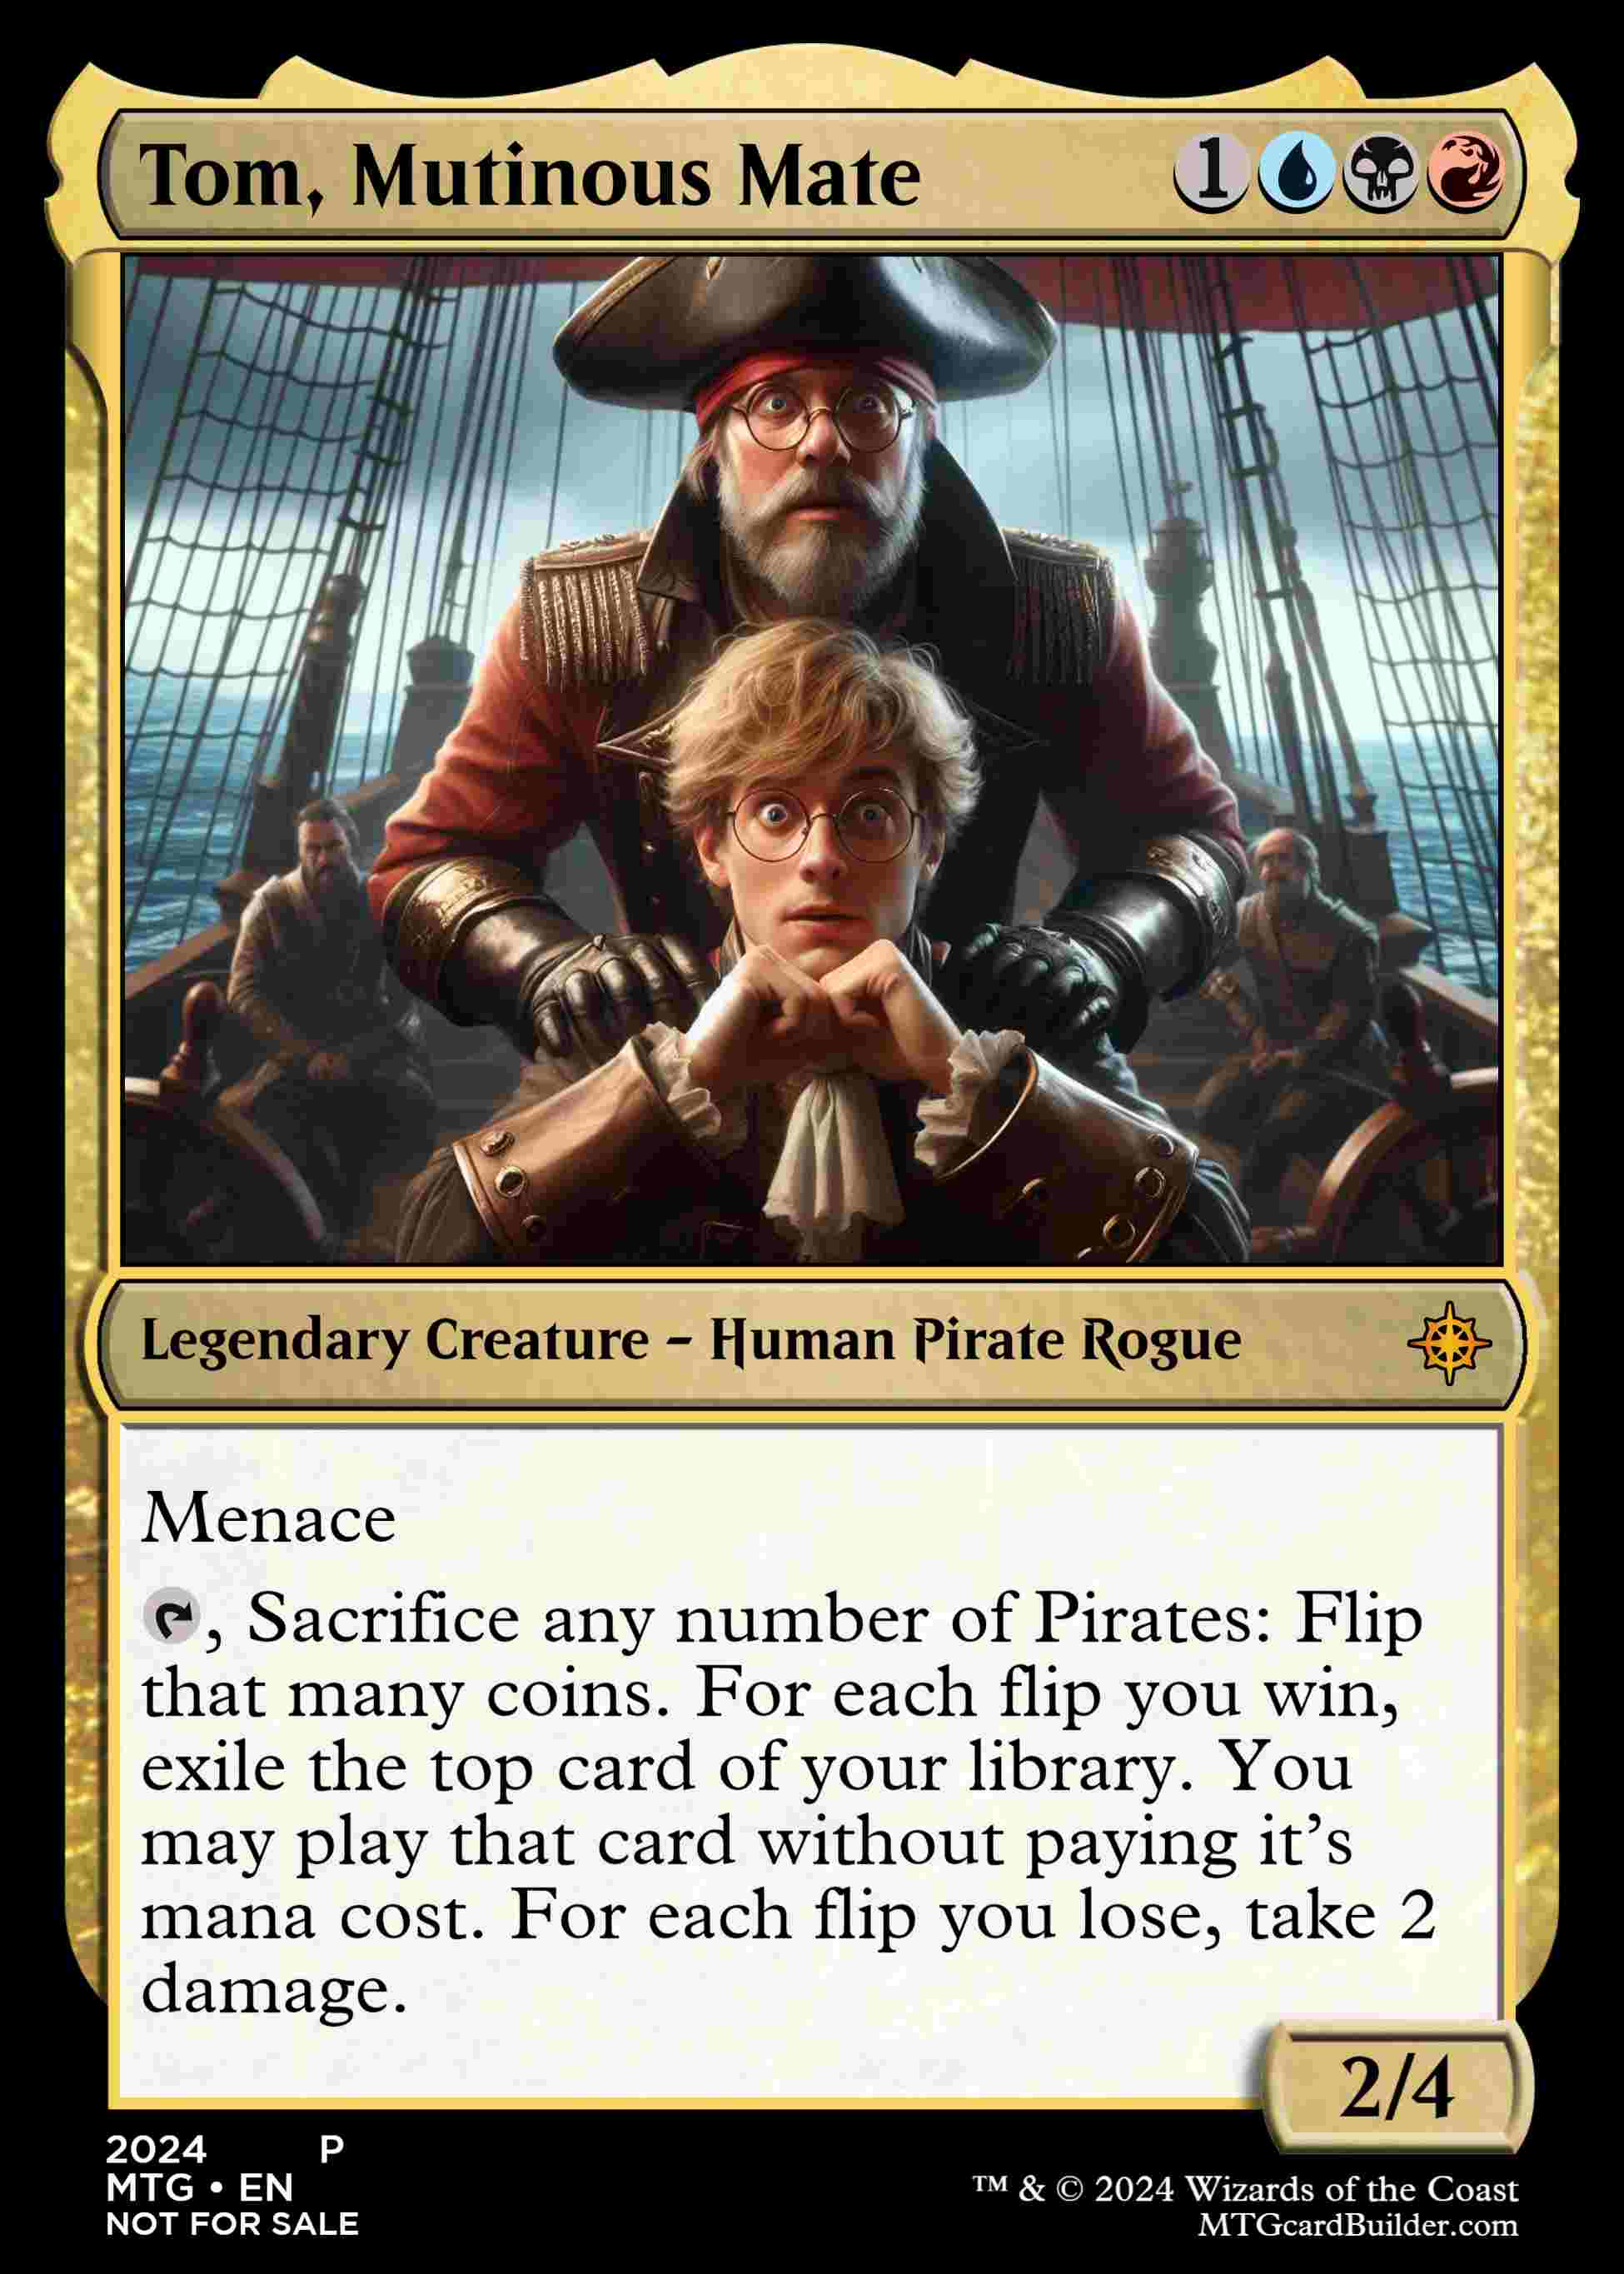 Tom, Mutinous Mate 1
Legendary Creature – Human Pirate Rogue
Menace
, Sacrifice any number of Pirates: Flip
that many coins. For each flip you win,
exile the top card of your library. You
may play that card without paying it’s
mana cost. For each flip you lose, take 2
damage.
2/4
2024 P
MTG • EN
NOT FOR SALE
™ & © 2024 Wizards of the Coast
MTGcardBuilder.com